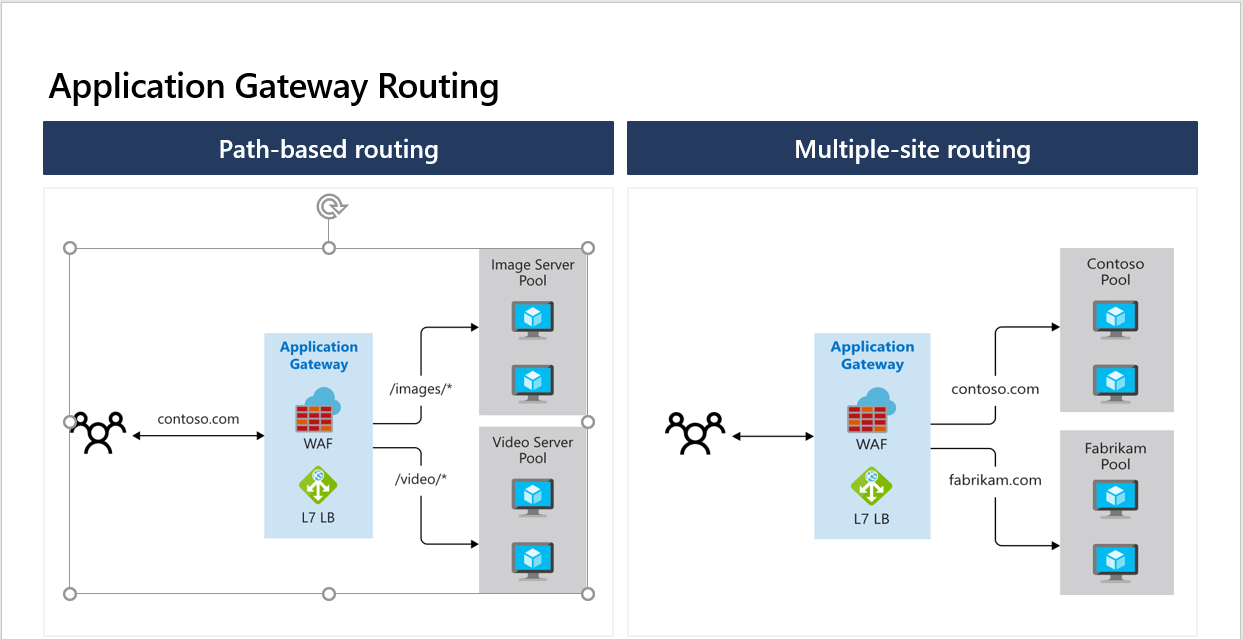 Application Gateway Routing
Path-based routing
Image Server
Pool
Application
Gateway
/images/*
contoso.com
WAF
Video Server
Pool
/video/*
L7 LB
Multiple-site routing
Contoso
Pool
Application
Gateway
contoso.com
WAF
Fabrikam
Pool
fabrikam.com
L7 LB